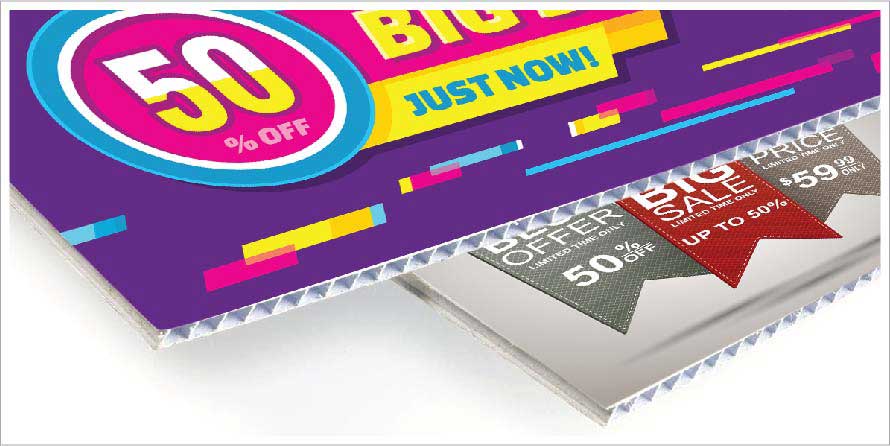 50
% OFF
BIG
JUST NOW!
OFFER
LIMITED TIME ONLY
50% OFF
BIG
SALE
LIMITED TIME ONLY
UP TO 50%
PRICE
LIMITED TIME ONLY
$59.99
ONLY